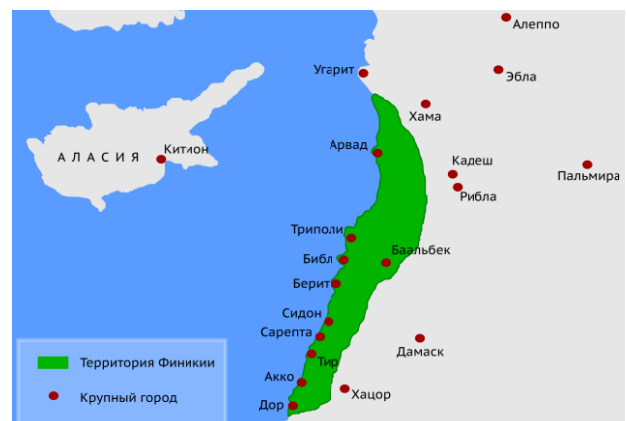 Алеппо
Угарит
Эбла
Хама
Арвад
Китион
АЛАСИЯ
Кадеш
Пальмира
Рибла
Триполи
Баальбек
Библ
Берит
Сидон
Сарепта
Дамаск
Тир
Территория Финикии
Акко
Хацор
Крупный город
Дор